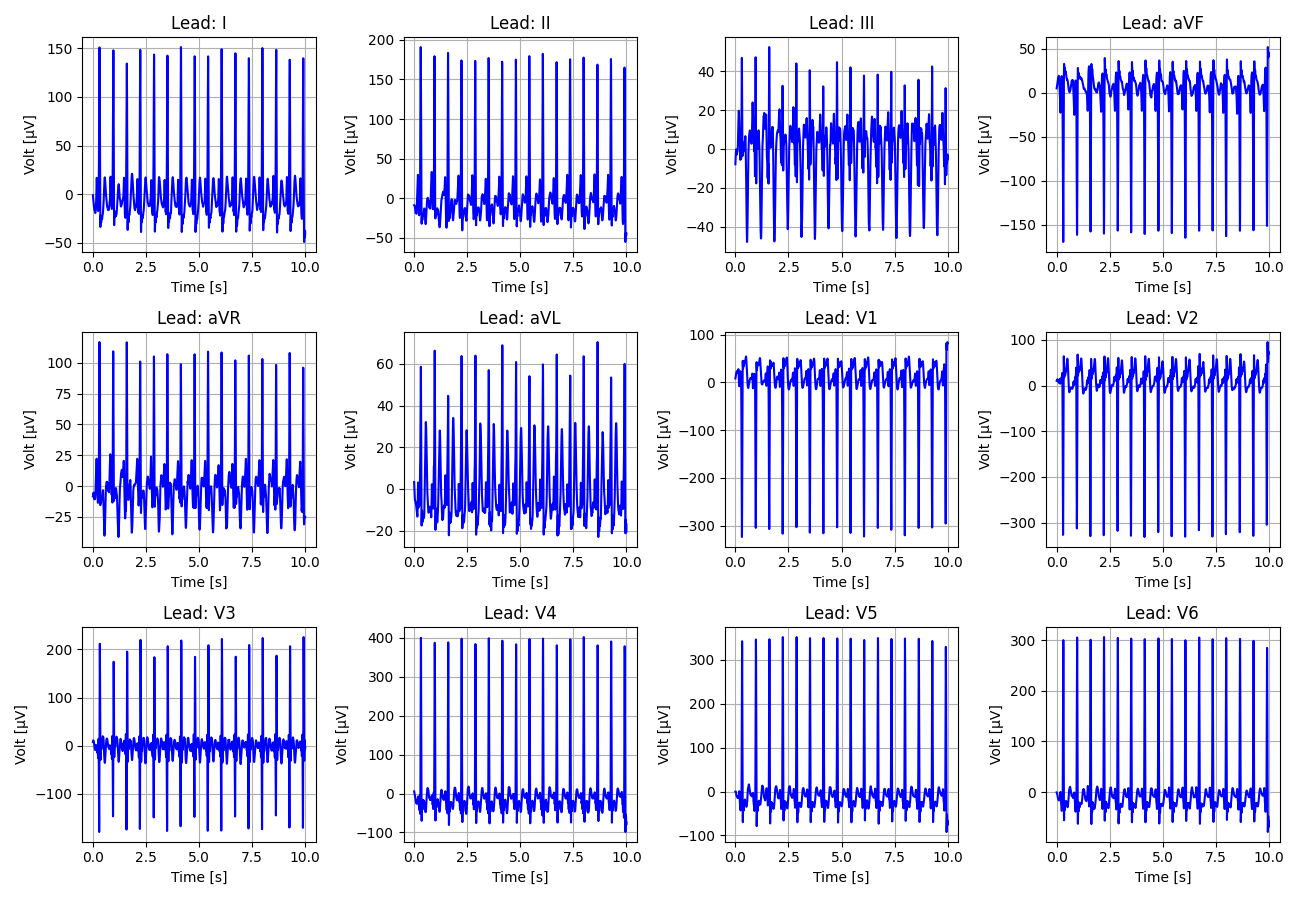 Lead: I
Volt [µV]
150
100
50
0
−50
0.0 2.5 5.0 7.5 10.0
Time [s]
Lead: II
Volt [µV]
200
150
100
50
0
−50
0.0 2.5 5.0 7.5 10.0
Time [s]
Lead: III
Volt [µV]
40
20
0
−20
−40
0.0 2.5 5.0 7.5 10.0
Time [s]
Lead: aVF
Volt [µV]
50
0
−50
−100
−150
0.0 2.5 5.0 7.5 10.0
Time [s]
Lead: aVR
Volt [µV]
100
75
50
25
0
−25
0.0 2.5 5.0 7.5 10.0
Time [s]
Lead: aVL
Volt [µV]
60
40
20
0
−20
0.0 2.5 5.0 7.5 10.0
Time [s]
Lead: V1
Volt [µV]
100
0
−100
−200
−300
0.0 2.5 5.0 7.5 10.0
Time [s]
Lead: V2
Volt [µV]
100
0
−100
−200
−300
0.0 2.5 5.0 7.5 10.0
Time [s]
Lead: V3
Volt [µV]
200
100
0
−100
0.0 2.5 5.0 7.5 10.0
Time [s]
Lead: V4
Volt [µV]
400
300
200
100
0
−100
0.0 2.5 5.0 7.5 10.0
Time [s]
Lead: V5
Volt [µV]
300
200
100
0
−100
0.0 2.5 5.0 7.5 10.0
Time [s]
Lead: V6
Volt [µV]
300
200
100
0
0.0 2.5 5.0 7.5 10.0
Time [s]